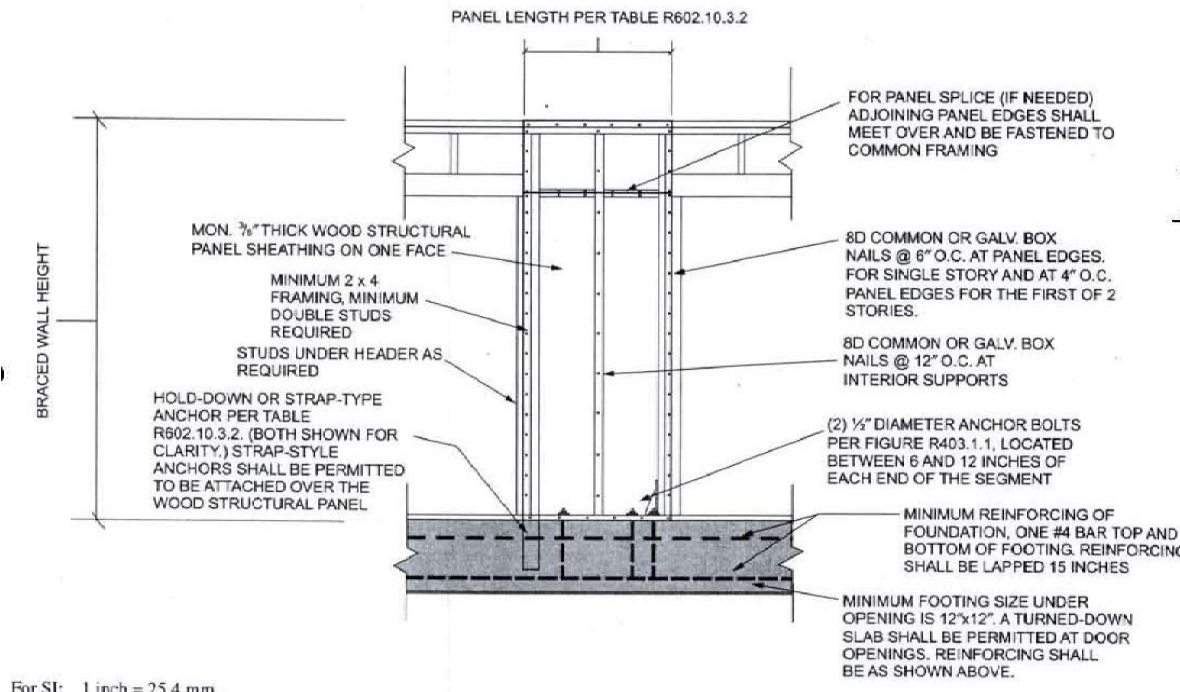 PANEL LENGTH PER TABLE R602.10.3.2
FOR PANEL SPLICE (IF NEEDED)
ADJOINING PANEL EDGES SHALL
MEET OVER AND BE FASTENED TO
COMMON FRAMING
MON. 3/8" THICK WOOD STRUCTURAL
PANEL SHEATHING ON ONE FACE
MINIMUM 2 x 4
FRAMING, MINIMUM
DOUBLE STUDS
REQUIRED
STUDS UNDER HEADER AS
REQUIRED
HOLD-DOWN OR STRAP-TYPE
ANCHOR PER TABLE
R602.10.3.2. (BOTH SHOWN FOR
CLARITY.) STRAP-STYLE
ANCHORS SHALL BE PERMITTED
TO BE ATTACHED OVER THE
WOOD STRUCTURAL PANEL
BRACED WALL HEIGHT
8D COMMON OR GALV. BOX
NAILS @ 6" O.C. AT PANEL EDGES.
FOR SINGLE STORY AND AT 4" O.C.
PANEL EDGES FOR THE FIRST OF 2
STORIES.
8D COMMON OR GALV. BOX
NAILS @ 12" O.C. AT
INTERIOR SUPPORTS
(2) ½" DIAMETER ANCHOR BOLTS
PER FIGURE R403.1.1, LOCATED
BETWEEN 6 AND 12 INCHES OF
EACH END OF THE SEGMENT
MINIMUM REINFORCING OF
FOUNDATION, ONE #4 BAR TOP AND
BOTTOM OF FOOTING. REINFORCING
SHALL BE LAPPED 15 INCHES
MINIMUM FOOTING SIZE UNDER
OPENING IS 12"x12". A TURNED-DOWN
SLAB SHALL BE PERMITTED AT DOOR
OPENINGS. REINFORCING SHALL
BE AS SHOWN ABOVE.
For SI: 1 inch = 25.4 mm